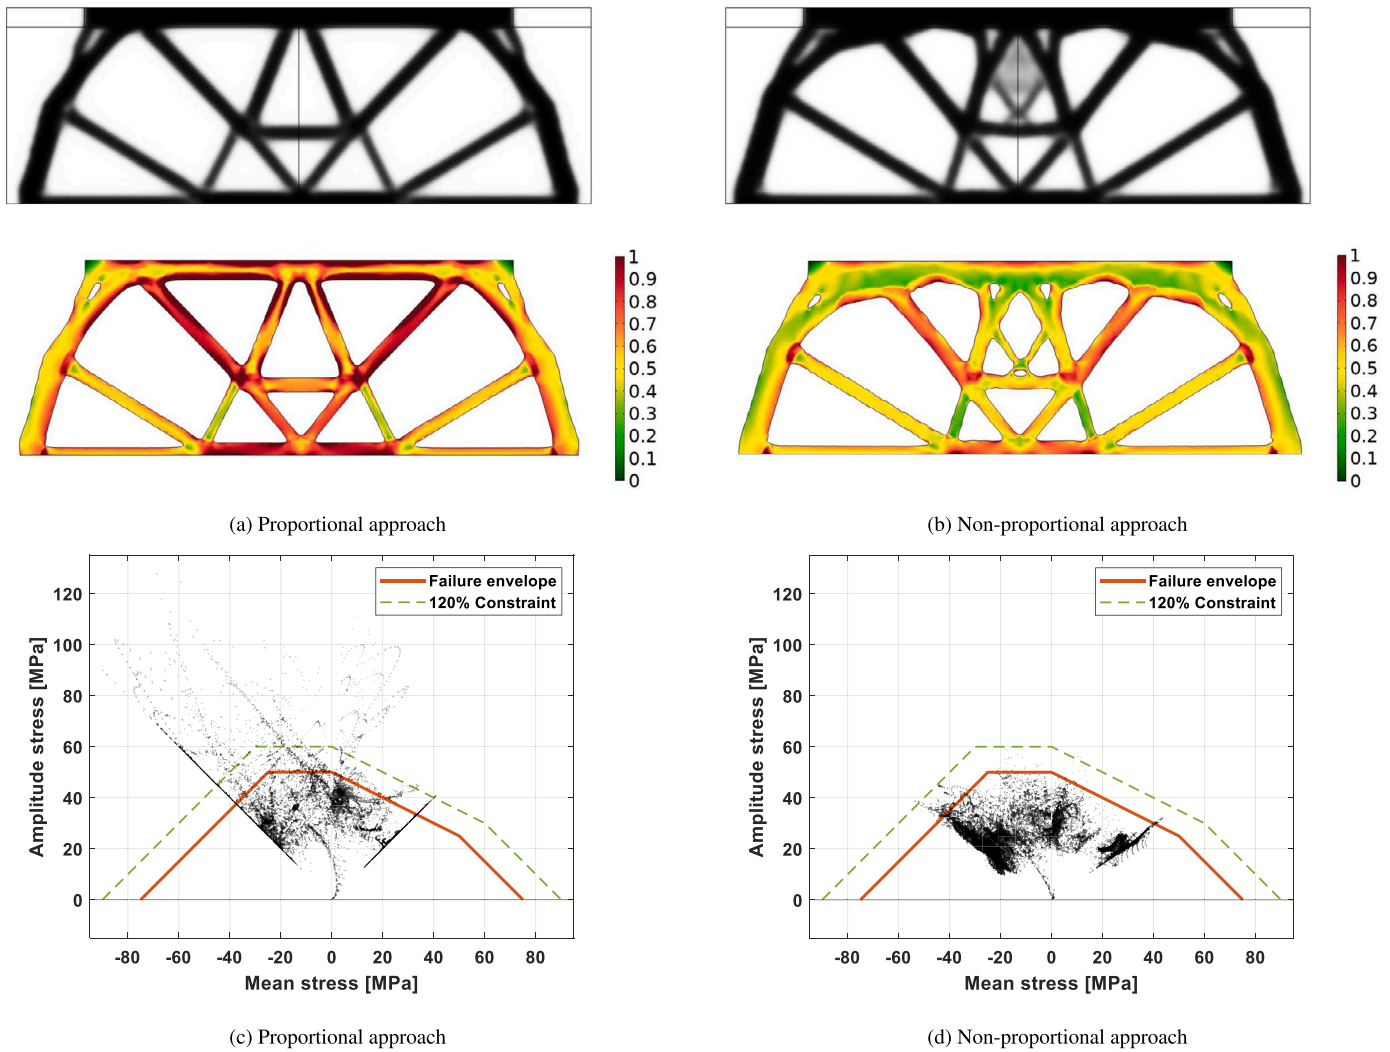 1
0.9
0.8
0.7
0.6
0.5
0.4
0.3
0.2
0.1
0
1
0.9
0.8
0.7
0.6
0.5
0.4
0.3
0.2
0.1
0
(a) Proportional approach
(b) Non-proportional approach
Failure envelope
120% Constraint
120
100
80
60
40
20
0
-80 -60 -40 -20 0 20 40 60 80
Amplitude stress [MPa]
Mean stress [MPa]
Failure envelope
120% Constraint
120
100
80
60
40
20
0
-80 -60 -40 -20 0 20 40 60 80
Amplitude stress [MPa]
Mean stress [MPa]
(c) Proportional approach
(d) Non-proportional approach